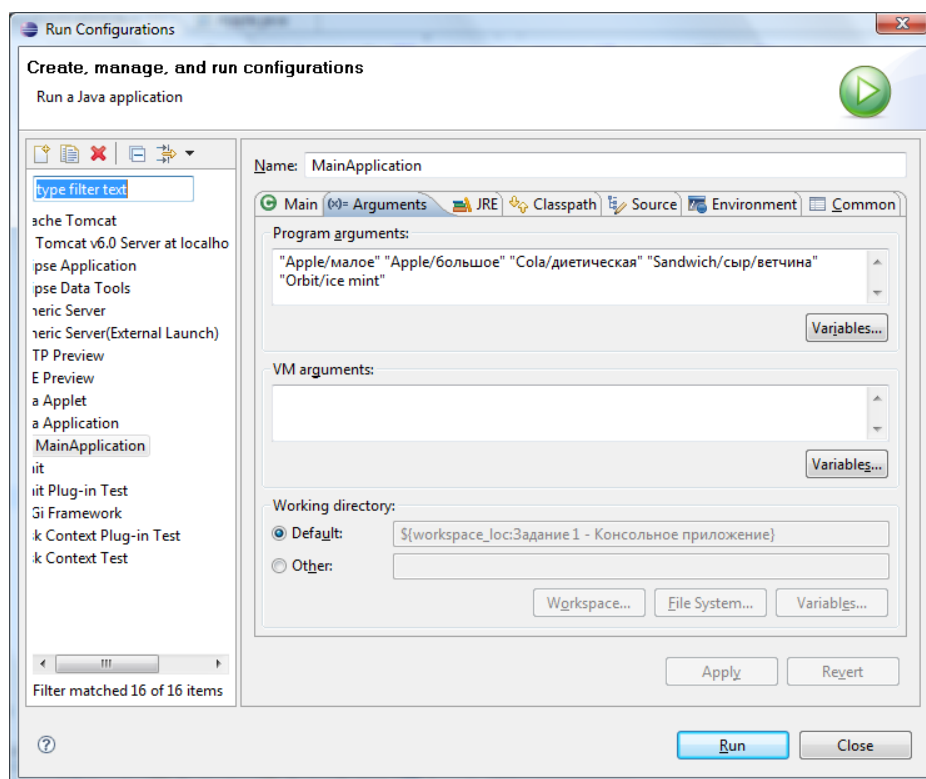 Run Configurations
Create, manage, and run configurations
Run a Java application
type filter text
ache Tomcat
Tomcat v6.0 Server at localho
ipse Application
ipse Data Tools
neric Server
neric Server(External Launch)
TP Preview
E Preview
a Applet
a Application
MainApplication
nit
nit Plug-in Test
Gi Framework
k Context Plug-in Test
k Context Test
Filter matched 16 of 16 items
Name: MainApplication
Main (x)= Arguments JRE Classpath Source Environment Common
Program arguments:
"Apple/малое" "Apple/большое" "Cola/диетическая" "Sandwich/сыр/ветчина"
"Orbit/ice mint"
Variables...
VM arguments:
Variables...
Working directory:
Default: ${workspace_loc:Задание 1 - Консольное приложение}
Other:
Workspace... File System... Variables...
Apply Revert
Run Close